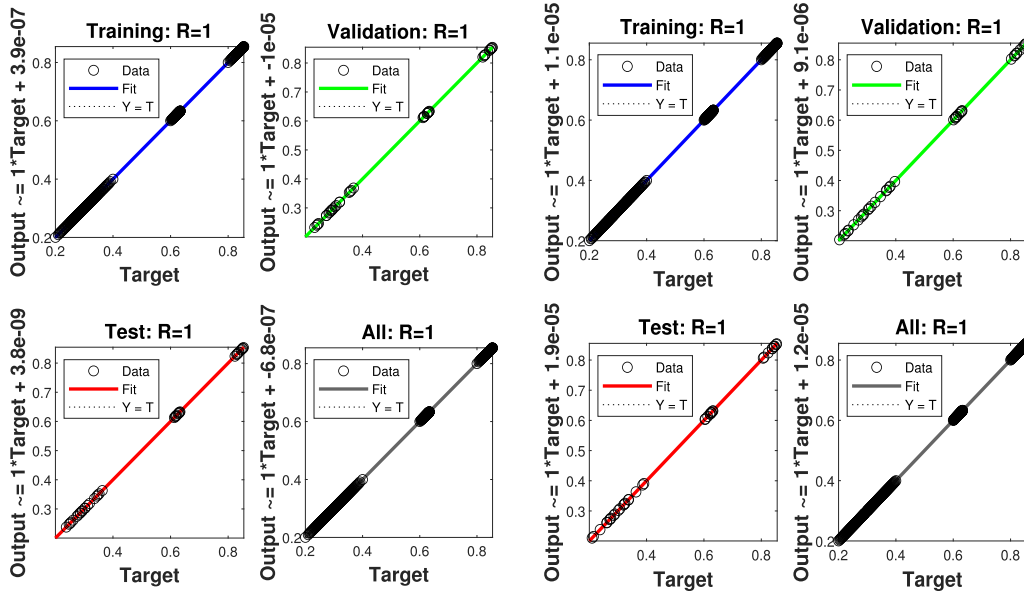 Training: R=1
Output ~= 1*Target + 3.9e-07
Data
Fit
Y = T
0.8
0.6
0.4
0.2
0.2 0.4 0.6 0.8
Target
Validation: R=1
Output ~= 1*Target + -1e-05
Data
Fit
Y = T
0.8
0.7
0.6
0.5
0.4
0.3
0.4 0.6 0.8
Target
Training: R=1
Output ~= 1*Target + 1.1e-05
Data
Fit
Y = T
0.8
0.6
0.4
0.2
0.2 0.4 0.6 0.8
Target
Validation: R=1
Output ~= 1*Target + 9.1e-06
Data
Fit
Y = T
0.8
0.7
0.6
0.5
0.4
0.3
0.4 0.6 0.8
Target
Test: R=1
Output ~= 1*Target + 3.8e-09
Data
Fit
Y = T
0.8
0.7
0.6
0.5
0.4
0.3
0.4 0.6 0.8
Target
All: R=1
Output ~= 1*Target + -6.8e-07
Data
Fit
Y = T
0.8
0.6
0.4
0.2
0.2 0.4 0.6 0.8
Target
Test: R=1
Output ~= 1*Target + 1.9e-05
Data
Fit
Y = T
0.8
0.7
0.6
0.5
0.4
0.3
0.4 0.6 0.8
Target
All: R=1
Output ~= 1*Target + 1.2e-05
Data
Fit
Y = T
0.8
0.6
0.4
0.2
0.2 0.4 0.6 0.8
Target